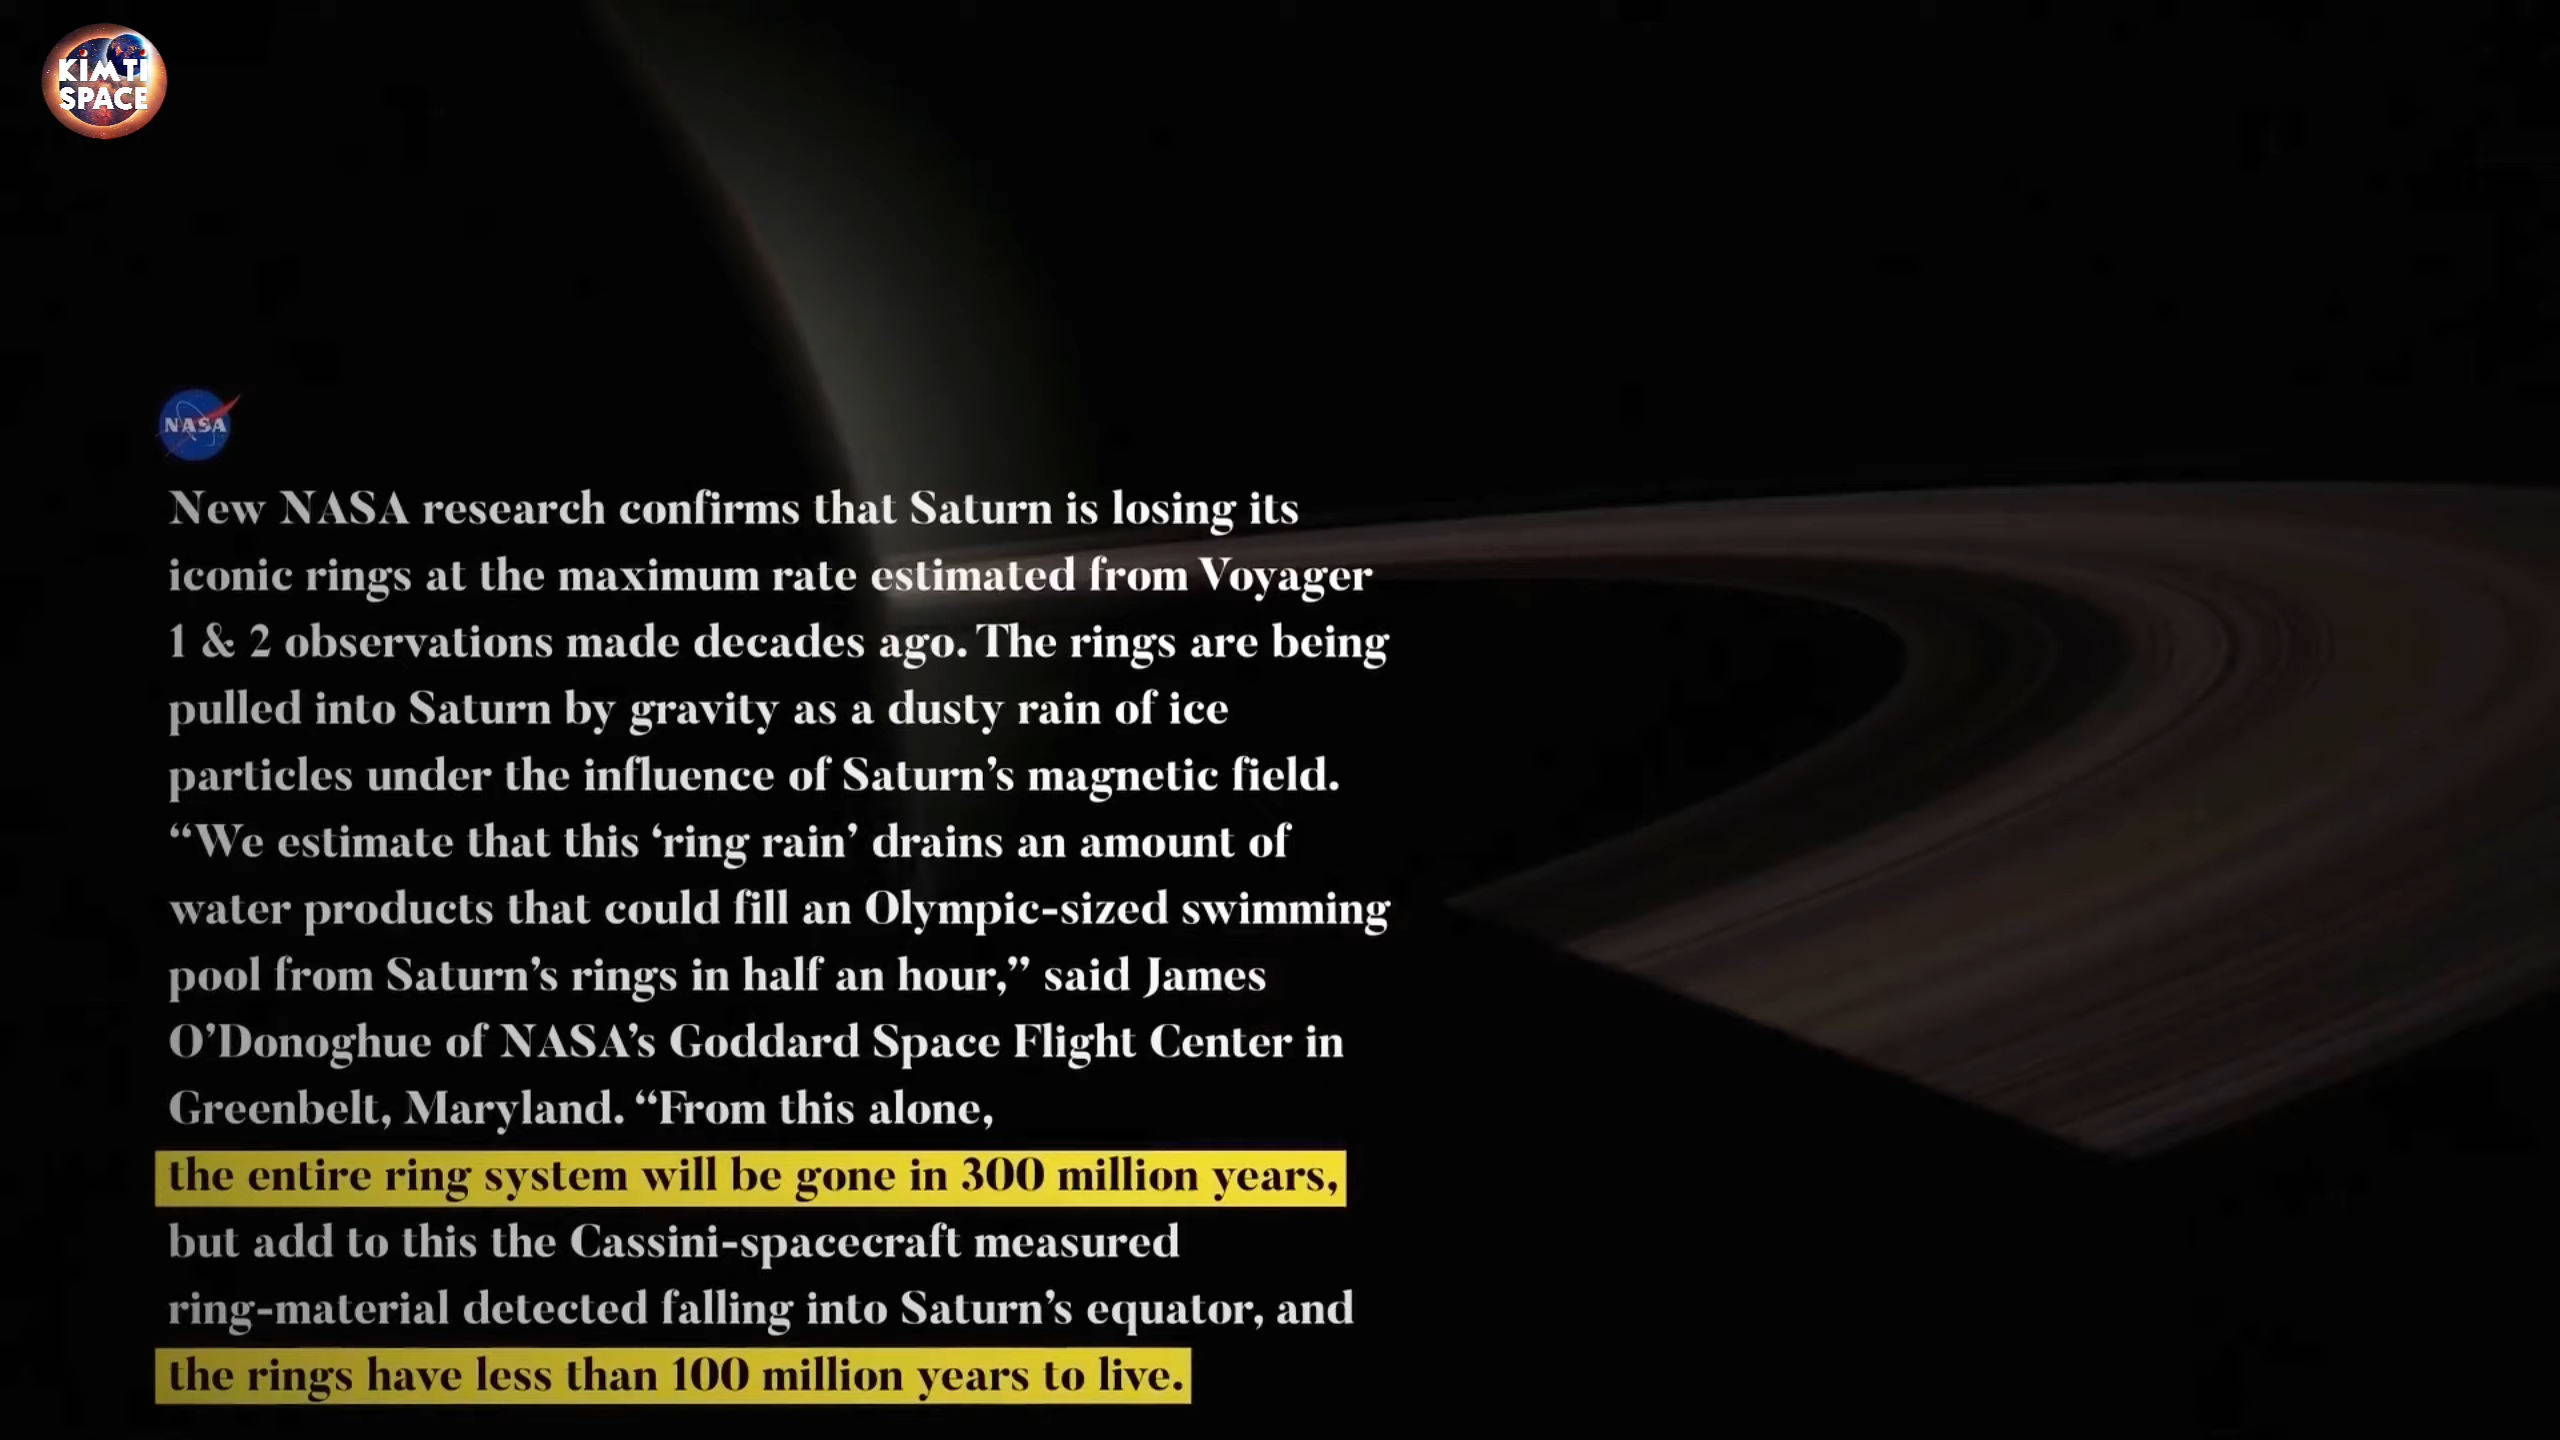 KIMTI
SPACE
NASA
New NASA research confirms that Saturn is losing its
iconic rings at the maximum rate estimated from Voyager
1 & 2 observations made decades ago. The rings are being
pulled into Saturn by gravity as a dusty rain of ice
particles under the influence of Saturn’s magnetic field.
“We estimate that this ‘ring rain’ drains an amount of
water products that could fill an Olympic-sized swimming
pool from Saturn’s rings in half an hour,” said James
O’Donoghue of NASA’s Goddard Space Flight Center in
Greenbelt, Maryland. “From this alone,
the entire ring system will be gone in 300 million years,
but add to this the Cassini-spacecraft measured
ring-material detected falling into Saturn’s equator, and
the rings have less than 100 million years to live.